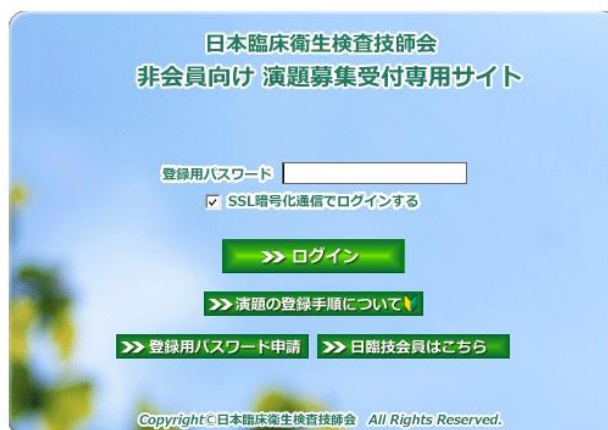 日本臨床衛生検査技師会
非会員向け 演題募集受付専用サイト
登録用パスワード
SSL暗号化通信でログインする
>> ログイン
>> 演題の登録手順について
>> 登録用パスワード申請 >> 日臨技会員はこちら
Copyright©日本臨床衛生検査技師会 All Rights Reserved.